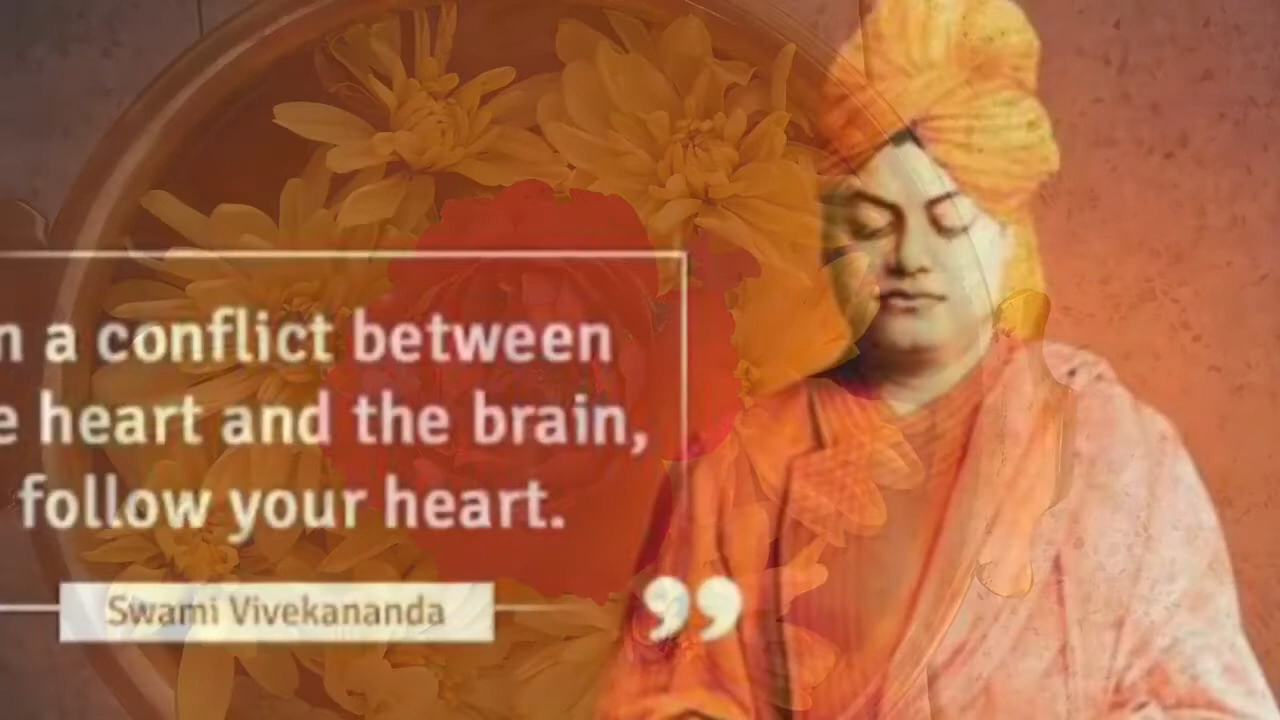 n a conflict between
e heart and the brain,
follow your heart.
Swami Vivekananda
”